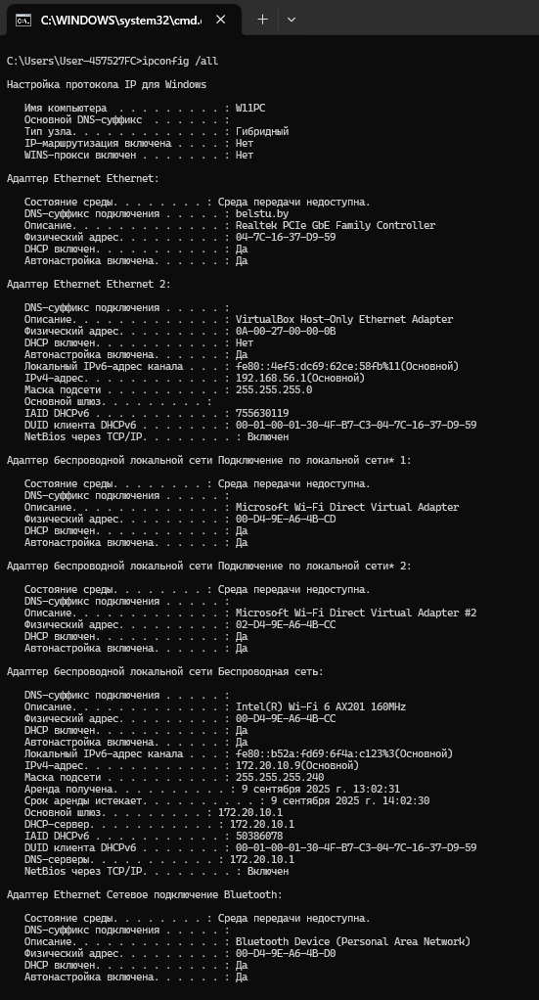 C:\WINDOWS\system32\cmd.
C:\Users\User-457527FC>ipconfig /all
Настройка протокола IP для Windows
Имя компьютера . . . . . . . . . : W11PC
Основной DNS-суффикс . . . . . . :
Тип узла. . . . . . . . . . . . . : Гибридный
IP-маршрутизация включена . . . . : Нет
WINS-прокси включен . . . . . . . : Нет
Адаптер Ethernet Ethernet:
Состояние среды. . . . . . . . : Среда передачи недоступна.
DNS-суффикс подключения . . . . . : belstu.by
Описание. . . . . . . . . . . . . : Realtek PCIe GbE Family Controller
Физический адрес. . . . . . . . . : 04-7C-16-37-D9-59
DHCP включен. . . . . . . . . . . : Да
Автонастройка включена. . . . . . : Да
Адаптер Ethernet Ethernet 2:
DNS-суффикс подключения . . . . . :
Описание. . . . . . . . . . . . . : VirtualBox Host-Only Ethernet Adapter
Физический адрес. . . . . . . . . : 0A-00-27-00-00-0B
DHCP включен. . . . . . . . . . . : Нет
Автонастройка включена. . . . . . : Да
Локальный IPv6-адрес канала . . . : fe80::4ef5:dc69:62ce:58fb%11(Основной)
IPv4-адрес. . . . . . . . . . . . : 192.168.56.1(Основной)
Маска подсети . . . . . . . . . . : 255.255.255.0
Основной шлюз. . . . . . . . . :
IAID DHCPv6 . . . . . . . . . . . : 755630119
DUID клиента DHCPv6 . . . . . . . : 00-01-00-01-30-4F-B7-C3-04-7C-16-37-D9-59
NetBios через TCP/IP. . . . . . . . : Включен
Адаптер беспроводной локальной сети Подключение по локальной сети* 1:
Состояние среды. . . . . . . . : Среда передачи недоступна.
DNS-суффикс подключения . . . . . :
Описание. . . . . . . . . . . . . : Microsoft Wi-Fi Direct Virtual Adapter
Физический адрес. . . . . . . . . : 00-D4-9E-A6-4B-CD
DHCP включен. . . . . . . . . . . : Да
Автонастройка включена. . . . . . : Да
Адаптер беспроводной локальной сети Подключение по локальной сети* 2:
Состояние среды. . . . . . . . : Среда передачи недоступна.
DNS-суффикс подключения . . . . . :
Описание. . . . . . . . . . . . . : Microsoft Wi-Fi Direct Virtual Adapter #2
Физический адрес. . . . . . . . . : 02-D4-9E-A6-4B-CC
DHCP включен. . . . . . . . . . . : Да
Автонастройка включена. . . . . . : Да
Адаптер беспроводной локальной сети Беспроводная сеть:
DNS-суффикс подключения . . . . . :
Описание. . . . . . . . . . . . . : Intel(R) Wi-Fi 6 AX201 160MHz
Физический адрес. . . . . . . . . : 00-D4-9E-A6-4B-CC
DHCP включен. . . . . . . . . . . : Да
Автонастройка включена. . . . . . : Да
Локальный IPv6-адрес канала . . . : fe80::b52a:fd69:6f4a:c123%3(Основной)
IPv4-адрес. . . . . . . . . . . . : 172.20.10.9(Основной)
Маска подсети . . . . . . . . . . : 255.255.255.240
Аренда получена. . . . . . . . . . : 9 сентября 2025 г. 13:02:31
Срок аренды истекает. . . . . . . . . . : 9 сентября 2025 г. 14:02:30
Основной шлюз. . . . . . . . . : 172.20.10.1
DHCP-сервер. . . . . . . . . . . : 172.20.10.1
IAID DHCPv6 . . . . . . . . . . . : 50386078
DUID клиента DHCPv6 . . . . . . . : 00-01-00-01-30-4F-B7-C3-04-7C-16-37-D9-59
DNS-серверы. . . . . . . . . . . : 172.20.10.1
NetBios через TCP/IP. . . . . . . . : Включен
Адаптер Ethernet Сетевое подключение Bluetooth:
Состояние среды. . . . . . . . : Среда передачи недоступна.
DNS-суффикс подключения . . . . . :
Описание. . . . . . . . . . . . . : Bluetooth Device (Personal Area Network)
Физический адрес. . . . . . . . . : 00-D4-9E-A6-4B-D0
DHCP включен. . . . . . . . . . . : Да
Автонастройка включена. . . . . . : Да